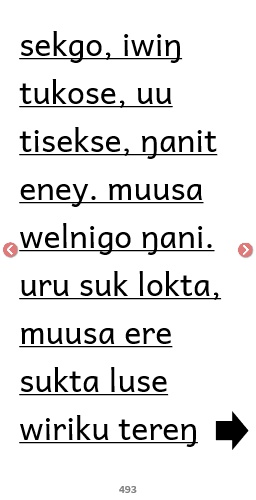 sekgo, iwiŋ
tukose, uu
tisekse, ŋanit
eney. muusa
welnigo ŋani.
uru suk lokta,
muusa ere
sukta luse
wiriku tereŋ
493